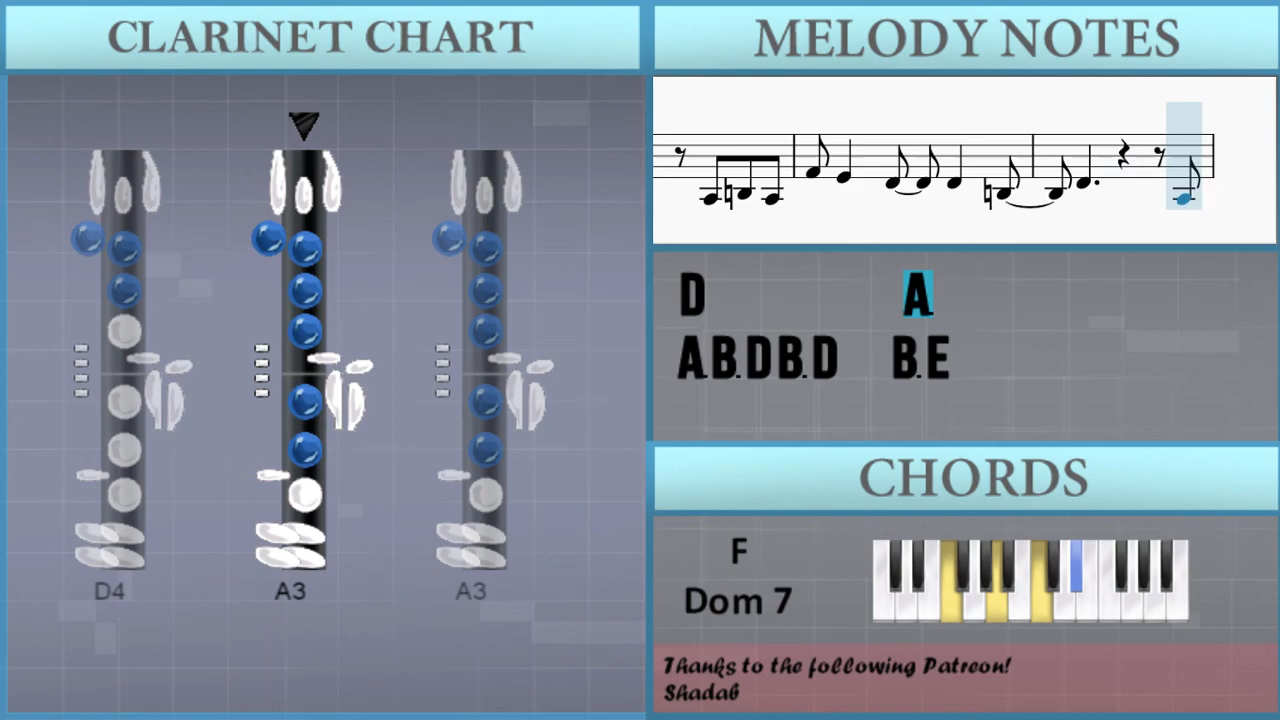 CLARINET CHART
D4 A3 A3
MELODY NOTES
D A
A B. D B. D B. E
CHORDS
F
Dom 7
Thanks to the following Patreon!
Shadab